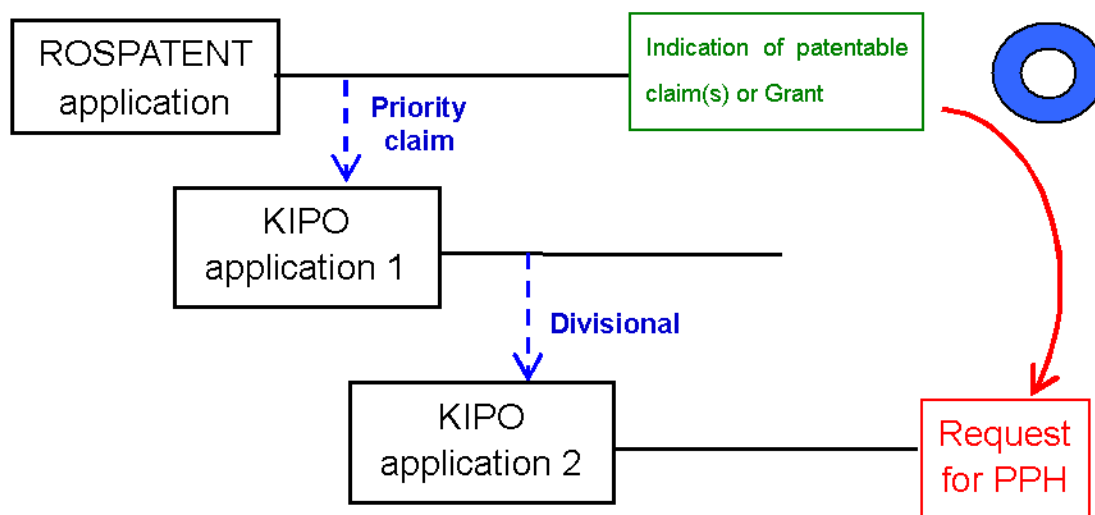 ROSPATENT
application
Indication of patentable
claim(s) or Grant
Priority
claim
KIPO
application 1
Divisional
KIPO
application 2
Request
for PPH